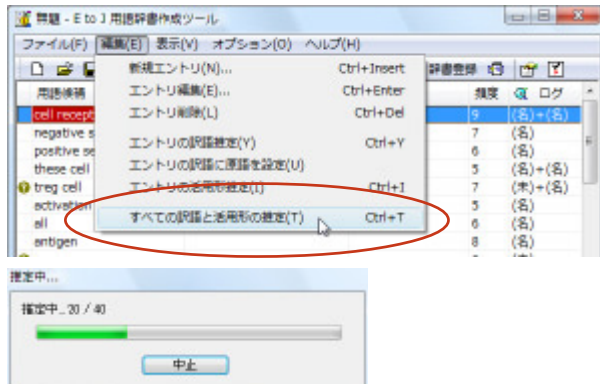 無題 - E to J 用語辞書作成ツール
ファイル(F) 編集(E) 表示(V) オプション(O) ヘルプ(H)
新規エントリ(N)... Ctrl+Insert
辞書登録
エントリ編集(E)... Ctrl+Enter
用語候補 頻度 ログ
エントリ削除(L) Ctrl+Del
cell recept 9 (名)+(名)
negative s 7 (名)
エントリの訳語推定(Y) Ctrl+Y
positive se 6 (名)
エントリの訳語に原語を設定(U)
these cell 5 (名)+(名)
エントリの活用形推定(I) Ctrl+I
treg cell 7 (未)+(名)
activation 5 (名)
すべての訳語と活用形の推定(T) Ctrl+T
all 6 (名)
antigen 8 (名)
推定中...
推定中...20 / 40
中止